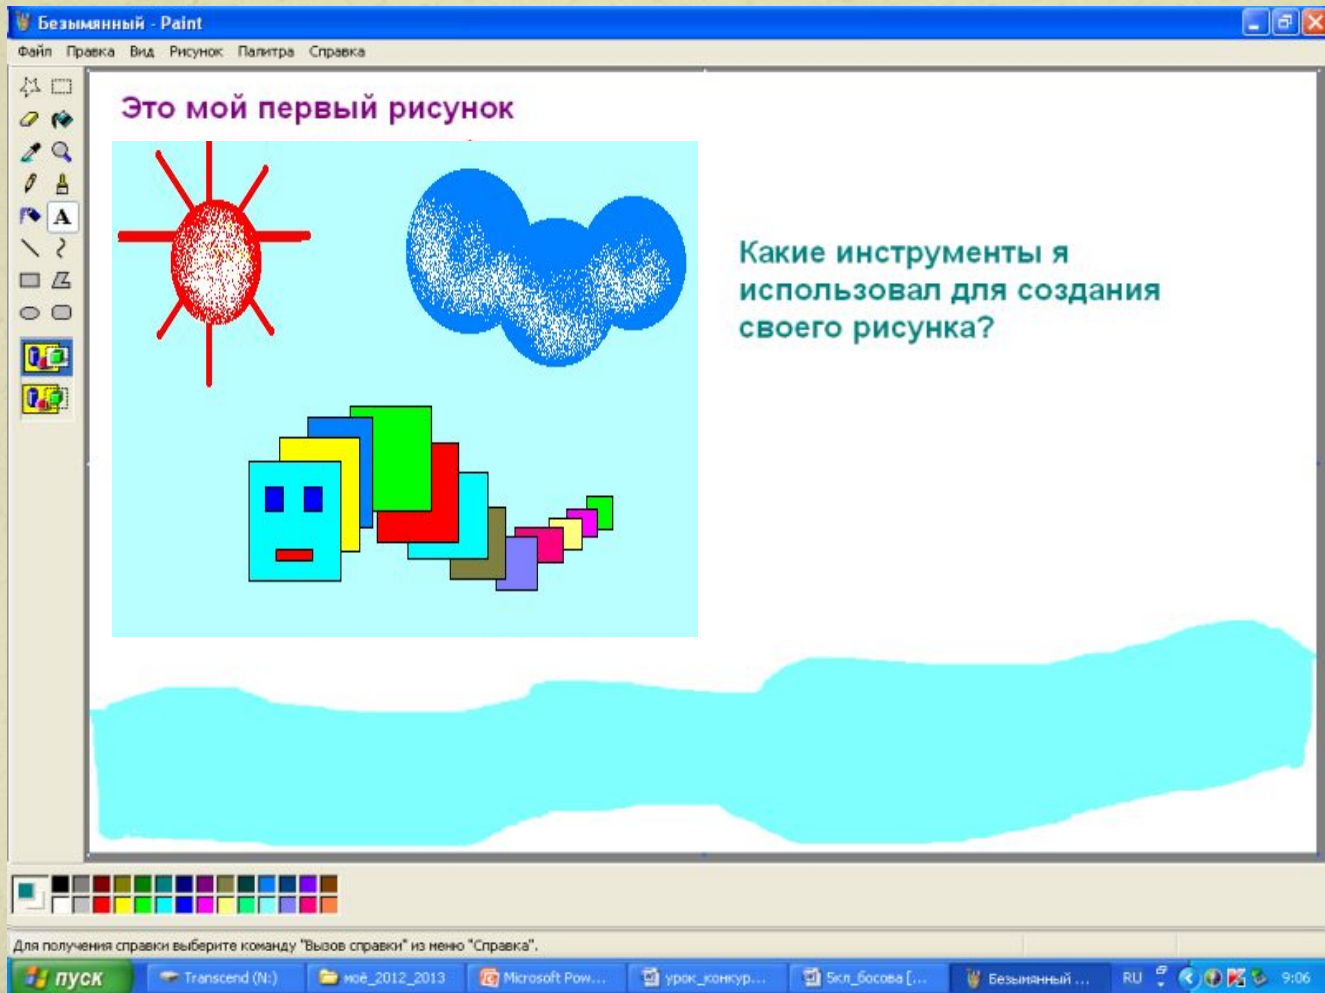 Безымянный - Paint
Файл Правка Вид Рисунок Палитра Справка
Это мой первый рисунок
Какие инструменты я
использовал для создания
своего рисунка?
A
Для получения справки выберите команду "Вызов справки" из меню "Справка".
пуск Transcend (N:) моё_2012_2013 Microsoft Pow... урок_конкур... 5кл_босова [... Безымянный ... RU 9:06